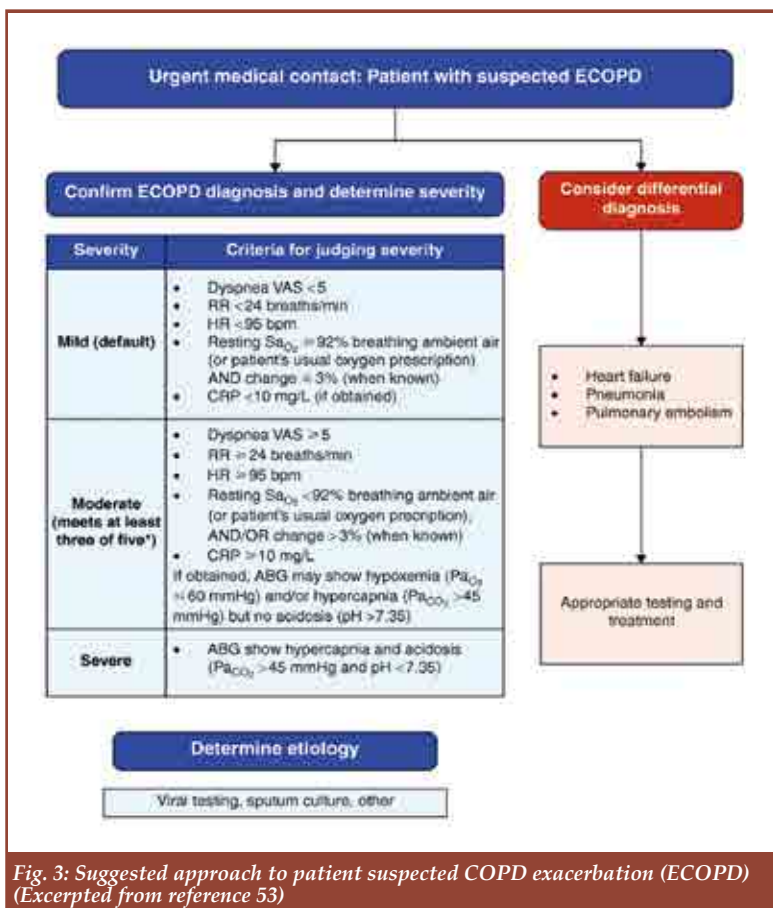 Urgent medical contact: Patient with suspected ECOPD
Confirm ECOPD diagnosis and determine severity
Consider differential
diagnosis
Severity
Criteria for judging severity
Mild (default)
• Dyspnea VAS <5
• RR <24 breaths/min
• HR <95 bpm
• Resting SaO₂ ≥92% breathing ambient air
(or patient's usual oxygen prescription)
AND change ≤3% (when known)
• CRP <10 mg/L (if obtained)
Moderate
(meets at least
three of five*)
• Dyspnea VAS ≥5
• RR ≥24 breaths/min
• HR ≥95 bpm
• Resting SaO₂ <92% breathing ambient air
(or patient's usual oxygen precription),
AND/OR change >3% (when known)
• CRP ≥10 mg/L
If obtained, ABG may show hypoxemia (PaO₂
≤60 mmHg) and/or hypercapnia (PaCO₂ >45
mmHg) but no acidosis (pH >7.35)
Severe
• ABG show hypercapnia and acidosis
(PaCO₂ >45 mmHg and pH <7.35)
• Heart failure
• Pneumonia
• Pulmonary embolism
Appropriate testing and
treatment
Determine etiology
Viral testing, sputum culture, other
Fig. 3: Suggested approach to patient suspected COPD exacerbation (ECOPD)
(Excerpted from reference 53)